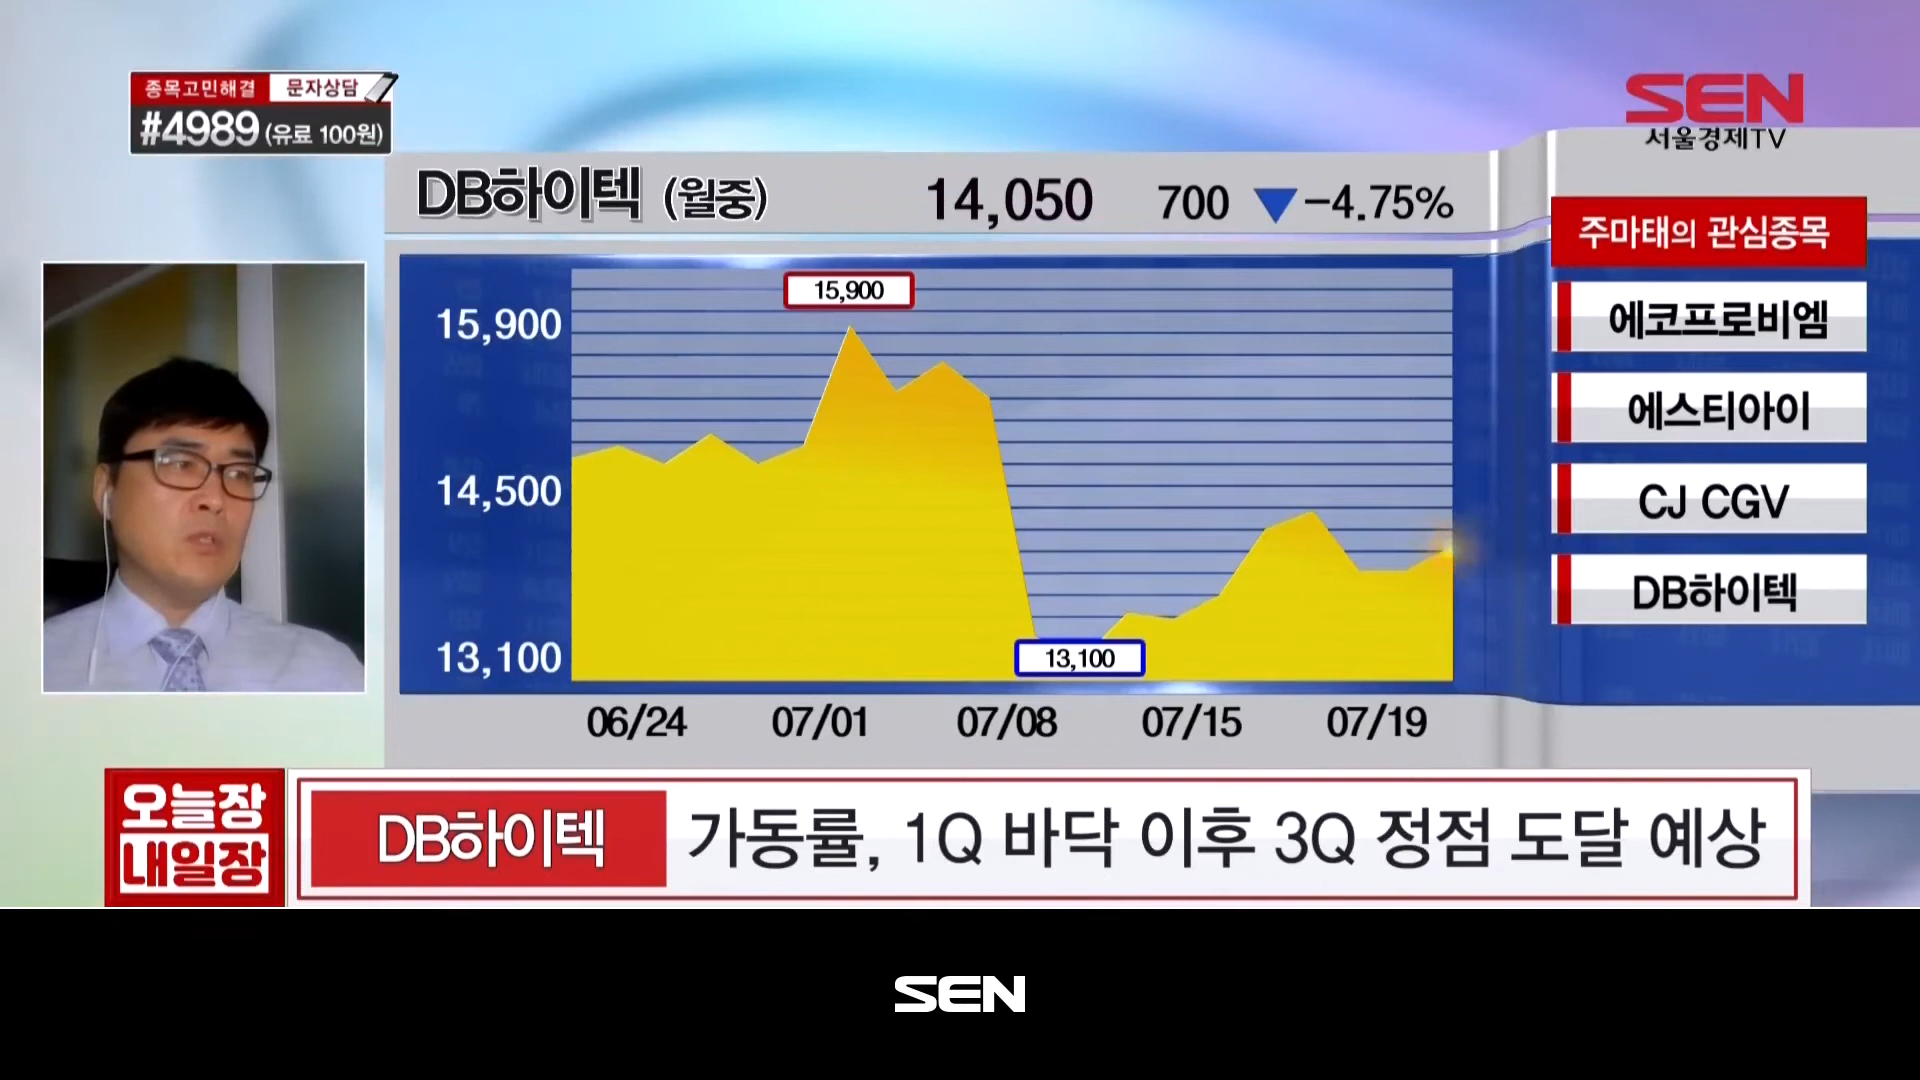 종목고민해결 문자상담
#4989 (유료 100원)
SEN
서울경제TV
DB하이텍 (월중) 14,050 700 ▼ -4.75%
15,900
14,500
13,100
15,900
13,100
06/24 07/01 07/08 07/15 07/19
주마태의 관심종목
에코프로비엠
에스티아이
CJ CGV
DB하이텍
오늘장
내일장
DB하이텍 가동률, 1Q 바닥 이후 3Q 정점 도달 예상
SEN